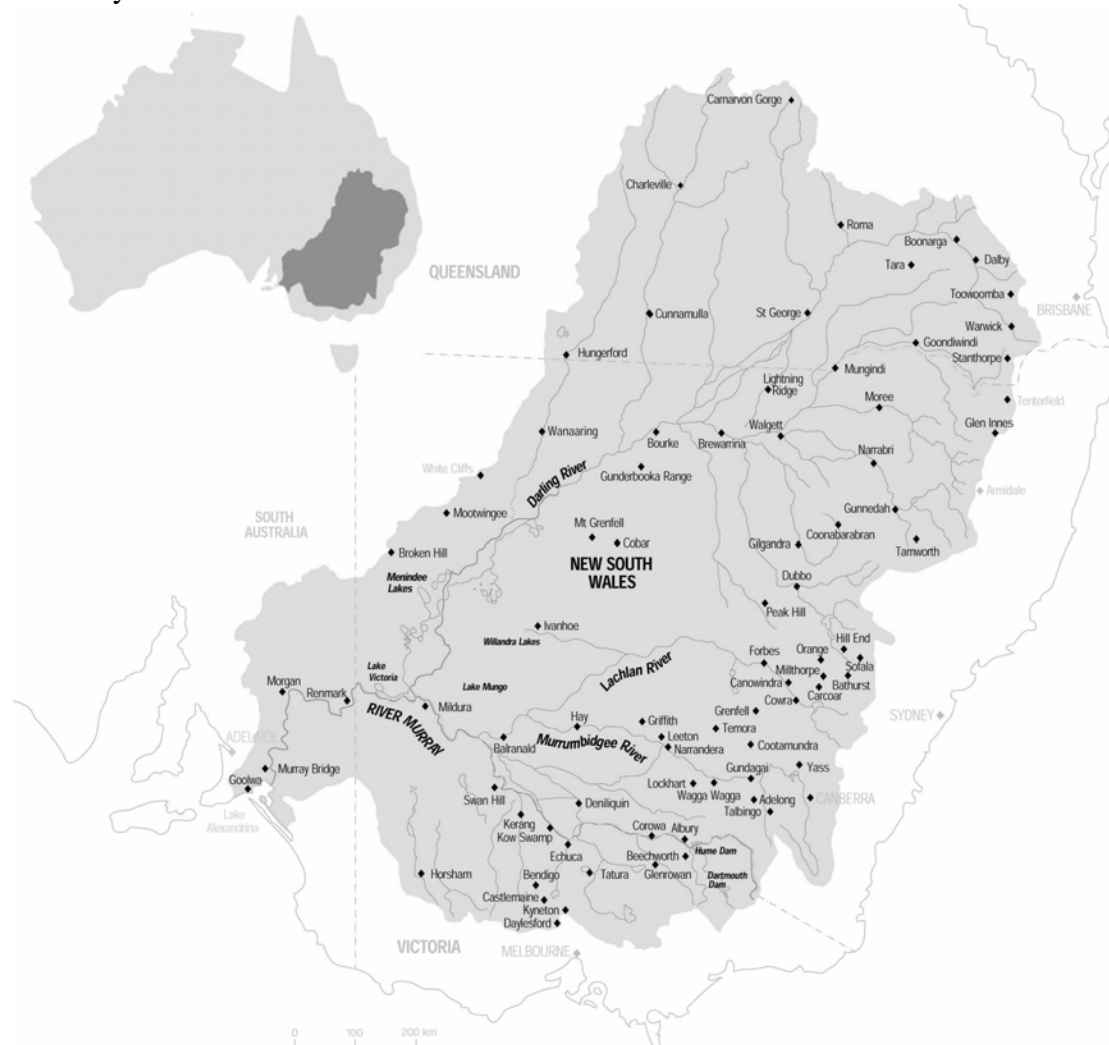 Carnarvon Gorge
Charleville
Roma
Boonarga
Dalby
Tara
QUEENSLAND
Toowoomba
BRISBANE
Cunnamulla
St George
Warwick
Goondiwindi
Hungerford
Stanthorpe
Mungindi
Lightning
Ridge
Moree
Tenterfield
Glen Innes
Wanaaring
Bourke
Brewarrina
Walgett
Narrabri
White Cliffs
Gunderbooka Range
Darling River
Armidale
Mootwingee
Gunnedah
SOUTH
AUSTRALIA
Mt Grenfell
Cobar
Coonabarabran
Gilgandra
Tamworth
Broken Hill
NEW SOUTH
WALES
Menindee
Lakes
Dubbo
Peak Hill
Ivanhoe
Willandra Lakes
Hill End
Orange
Forbes
Sofala
Lake
Victoria
Lachlan River
Millthorpe
Bathurst
Morgan
Renmark
Lake Mungo
Canowindra
Carcoar
Cowra
Mildura
RIVER MURRAY
Grenfell
SYDNEY
Hay
Griffith
Temora
ADELAIDE
Balranald
Murrumbidgee River
Leeton
Narrandera
Cootamundra
Murray Bridge
Goolwa
Gundagai
Yass
Lockhart
Wagga Wagga
Swan Hill
Adelong
CANBERRA
Lake
Alexandrina
Deniliquin
Talbingo
Kerang
Kow Swamp
Corowa
Albury
Echuca
Hume Dam
Beechworth
Horsham
Bendigo
Tatura
Glenrowan
Dartmouth
Dam
Castlemaine
Kyneton
Daylesford
VICTORIA
MELBOURNE
0 100 200 km